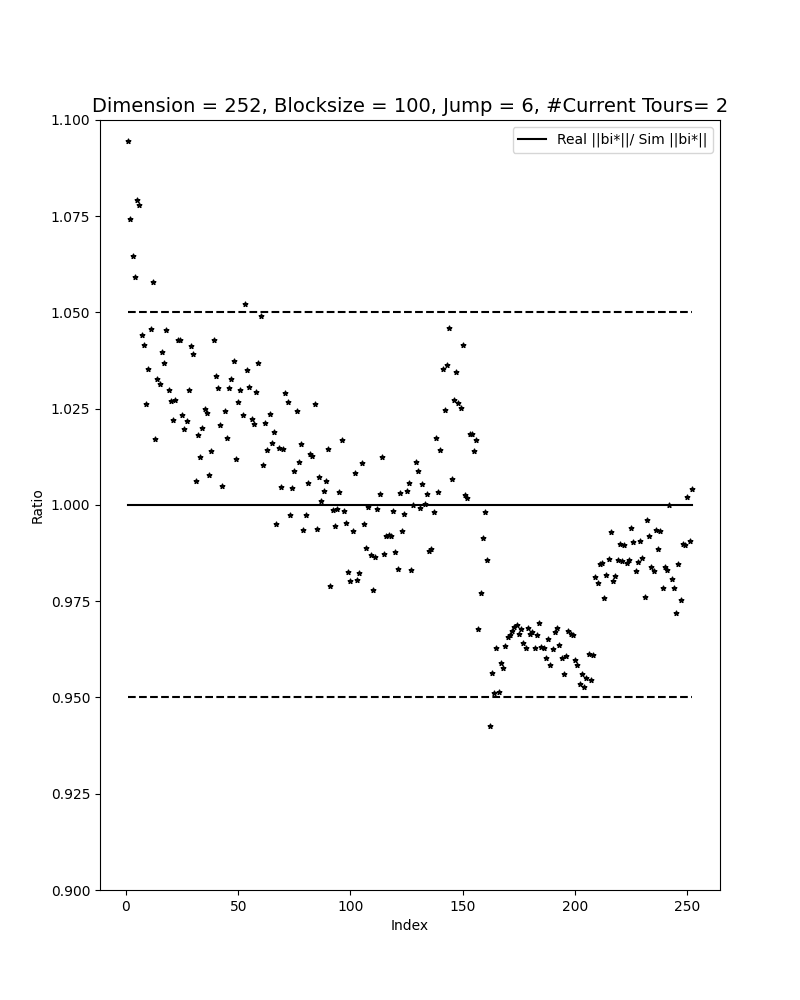 Dimension = 252, Blocksize = 100, Jump = 6, #Current Tours= 2
Real ||bi*||/ Sim ||bi*||
1.100
1.075
1.050
1.025
1.000
0.975
0.950
0.925
0.900
Ratio
0 50 100 150 200 250
Index